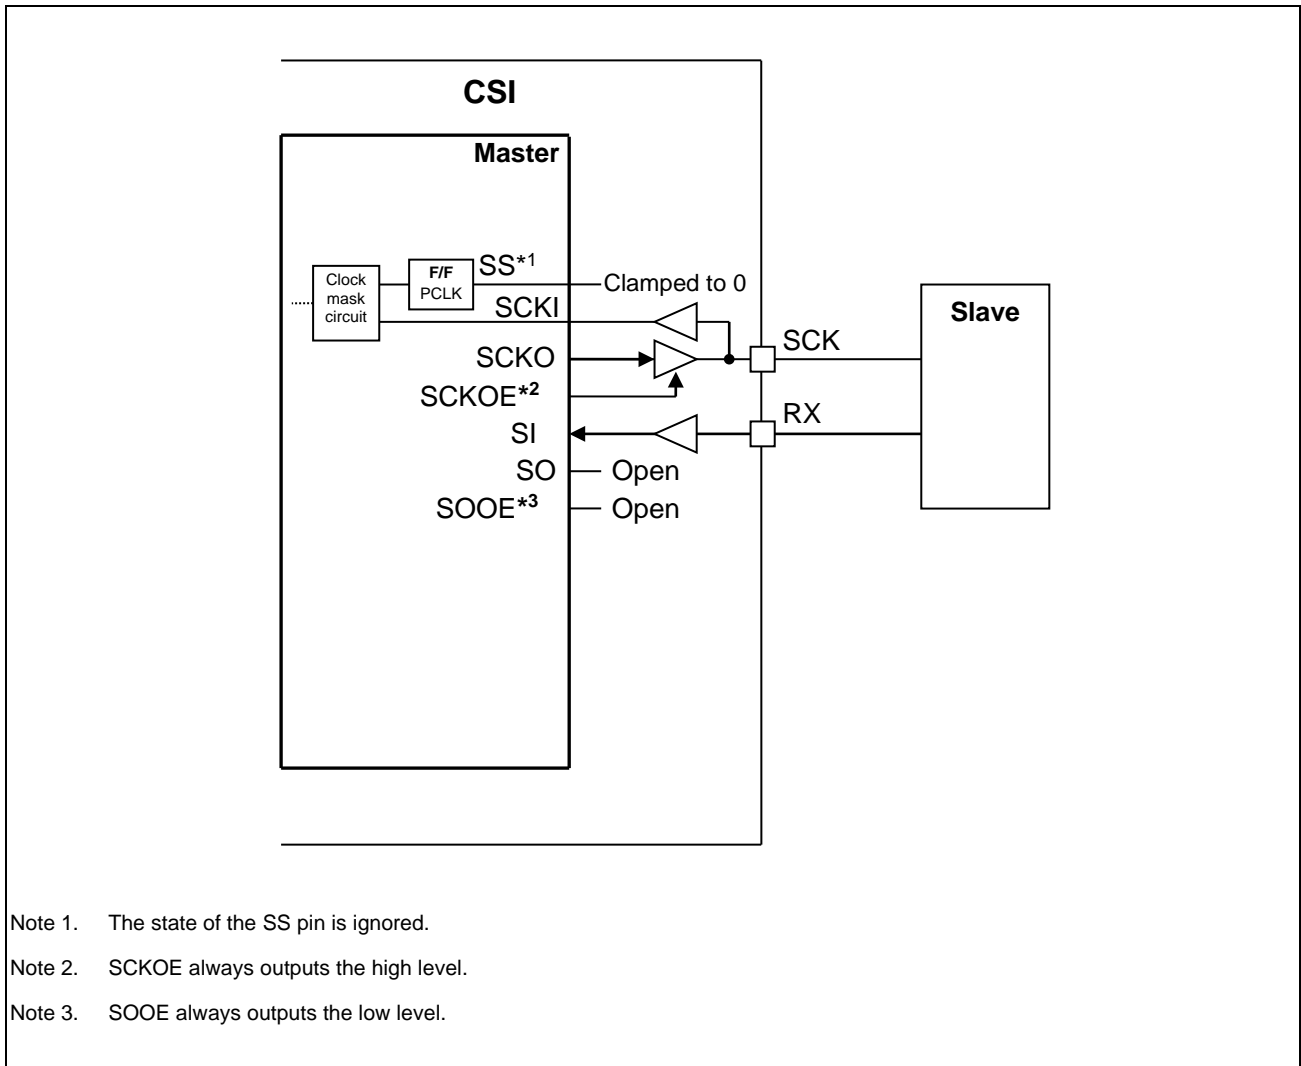 CSI
Master
Clock
mask
circuit
F/F
PCLK
SS*1
Clamped to 0
SCKI
SCKO
SCKOE*2
SI
SO
Open
SOOE*3
Open
SCK
RX
Slave
Note 1. The state of the SS pin is ignored.
Note 2. SCKOE always outputs the high level.
Note 3. SOOE always outputs the low level.